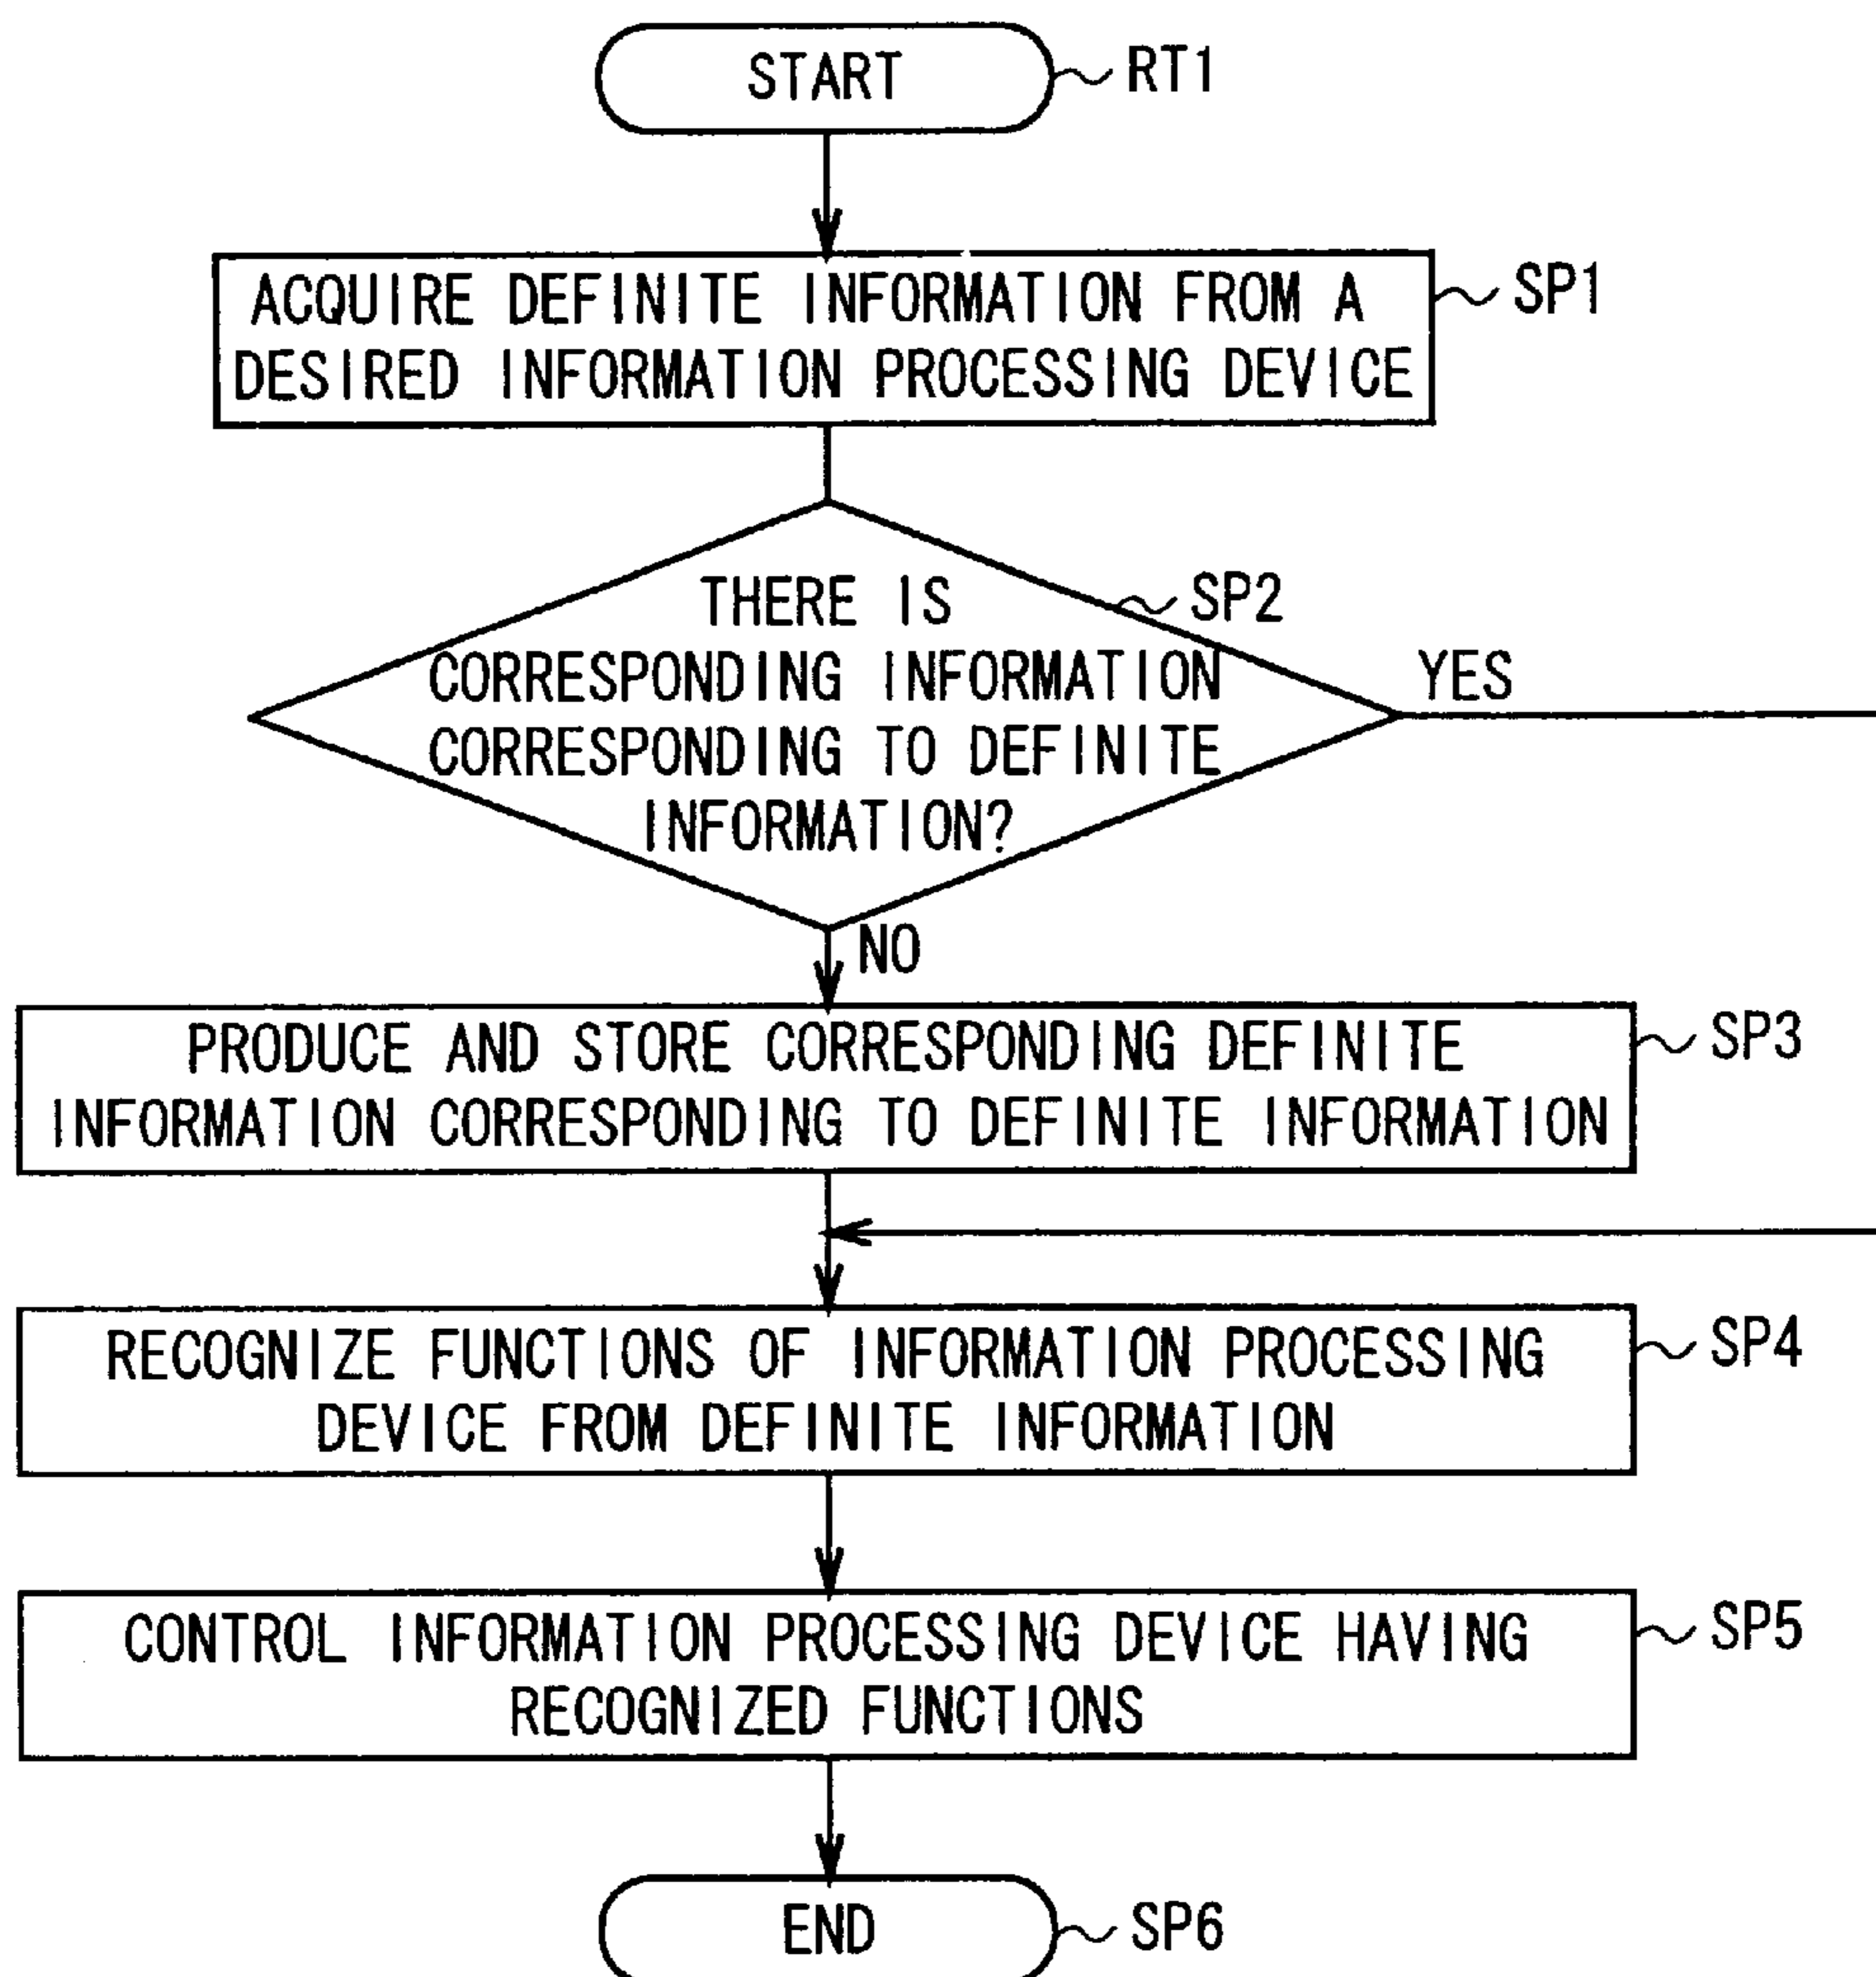 START
RT1
ACQUIRE DEFINITE INFORMATION FROM A
DESIRED INFORMATION PROCESSING DEVICE
SP1
THERE IS
CORRESPONDING INFORMATION
CORRESPONDING TO DEFINITE
INFORMATION?
SP2
YES
NO
PRODUCE AND STORE CORRESPONDING DEFINITE
INFORMATION CORRESPONDING TO DEFINITE INFORMATION
SP3
RECOGNIZE FUNCTIONS OF INFORMATION PROCESSING
DEVICE FROM DEFINITE INFORMATION
SP4
CONTROL INFORMATION PROCESSING DEVICE HAVING
RECOGNIZED FUNCTIONS
SP5
END
SP6